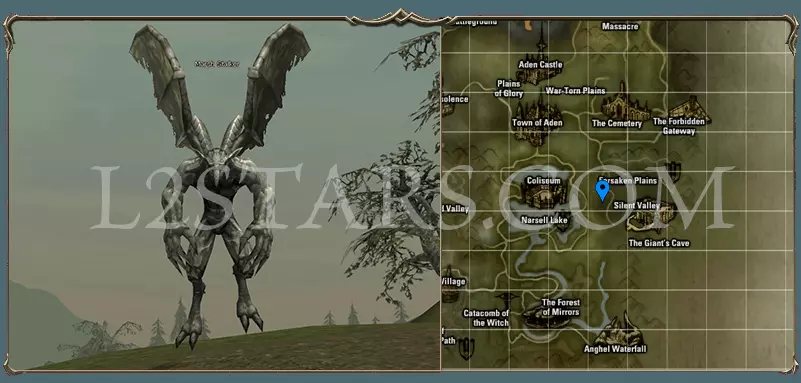 Marsh Stalker
Massacre
Aden Castle
Plains
of Glory
War-Torn Plains
Town of Aden
The Cemetery
The Forbidden
Gateway
Coliseum
Forsaken Plains
Silent Valley
Valley
Narsell Lake
The Giant's Cave
Village
The Forest
of Mirrors
Catacomb of
the Witch
Path
Anghel Waterfall
L2STARS.COM